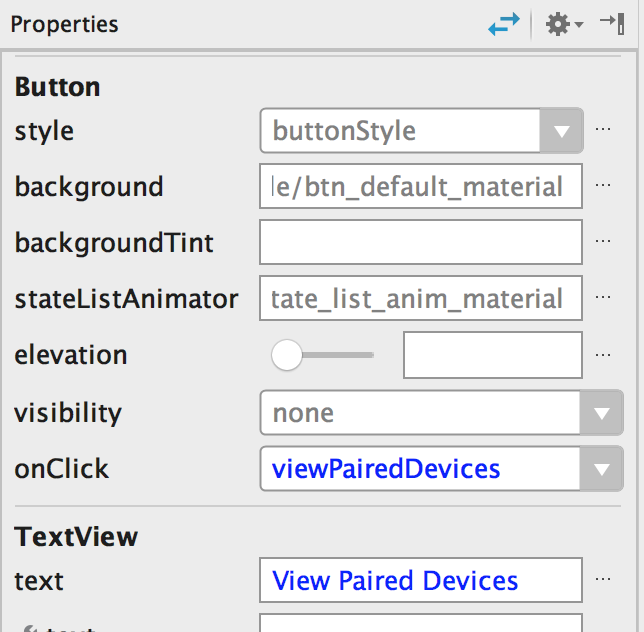 Properties
Button
style buttonStyle ...
background le/btn_default_material ...
backgroundTint ...
stateListAnimator tate_list_anim_material ...
elevation ...
visibility none
onClick viewPairedDevices
TextView
text View Paired Devices ...